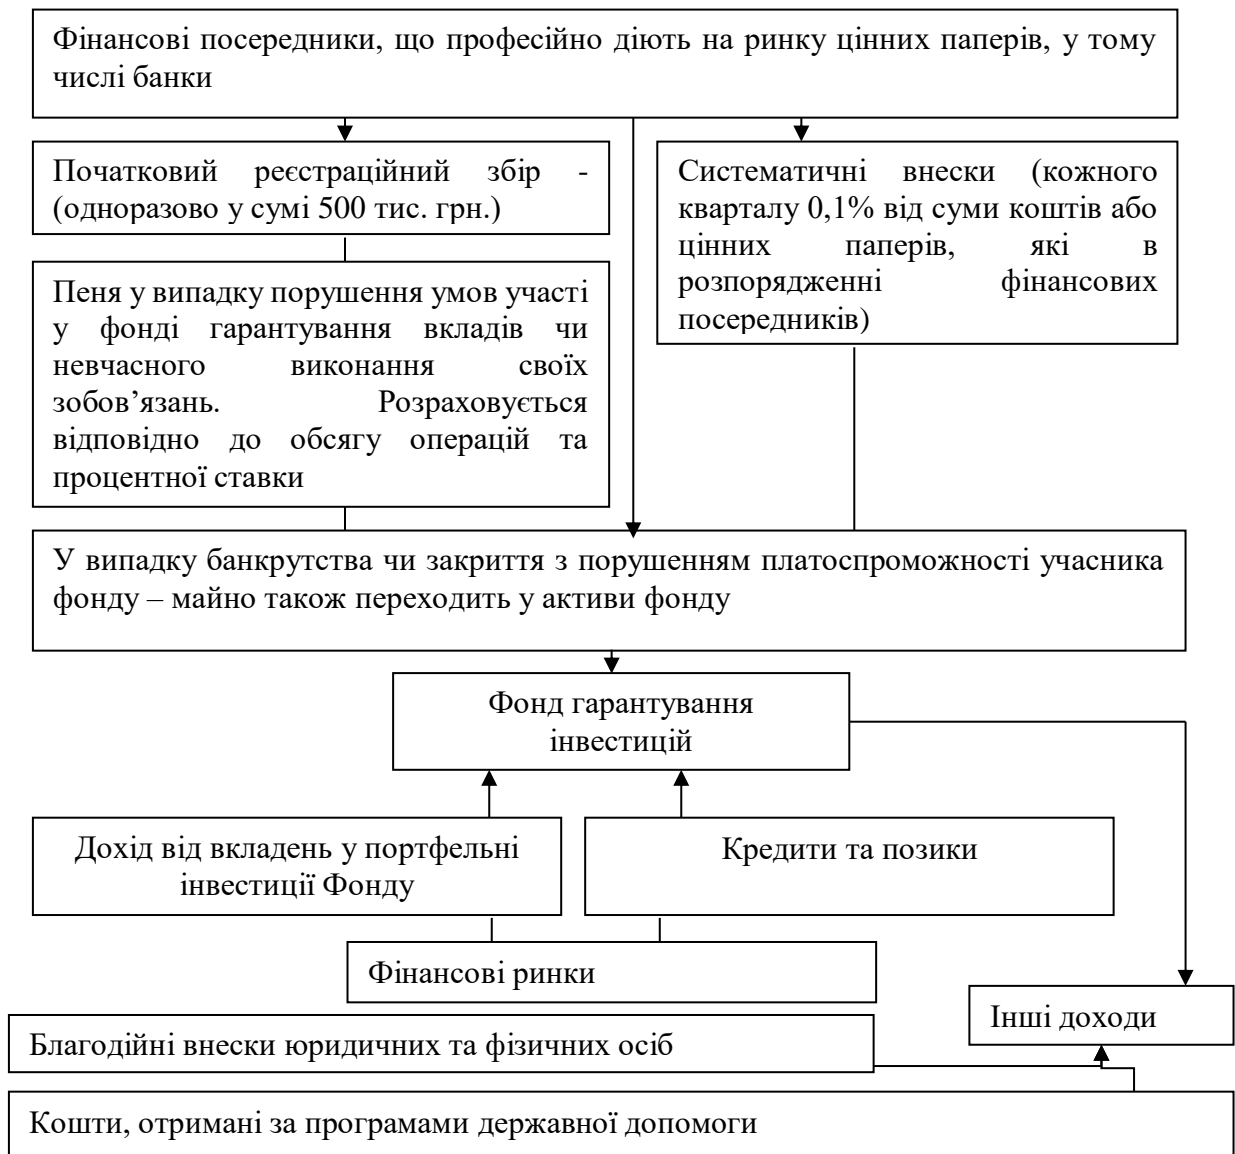 Фінансові посередники, що професійно діють на ринку цінних паперів, у тому
числі банки
Початковий реєстраційний збір -
(одноразово у сумі 500 тис. грн.)
Систематичні внески (кожного
кварталу 0,1% від суми коштів або
цінних паперів, які в
розпорядженні фінансових
посередників)
Пеня у випадку порушення умов участі
у фонді гарантування вкладів чи
невчасного виконання своїх
зобов’язань. Розраховується
відповідно до обсягу операцій та
процентної ставки
У випадку банкрутства чи закриття з порушенням платоспроможності учасника
фонду – майно також переходить у активи фонду
Фонд гарантування
інвестицій
Дохід від вкладень у портфельні
інвестиції Фонду
Кредити та позики
Фінансові ринки
Інші доходи
Благодійні внески юридичних та фізичних осіб
Кошти, отримані за програмами державної допомоги